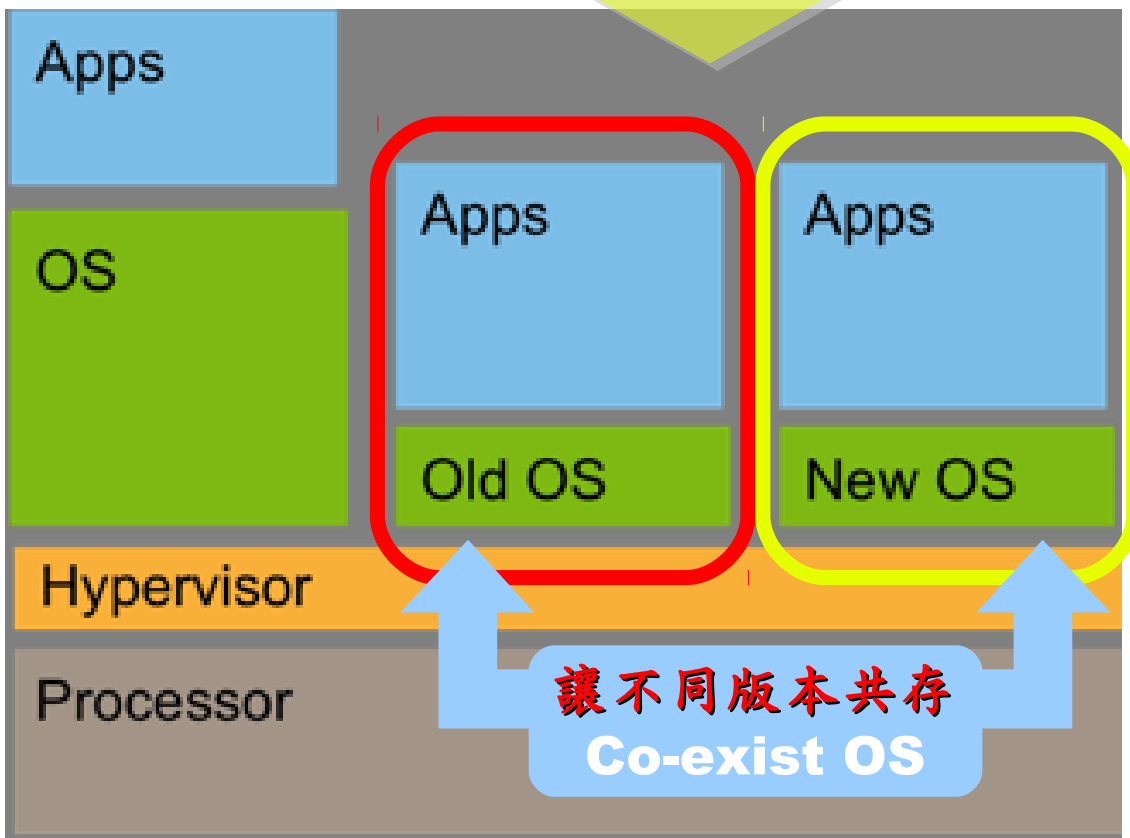 Apps
OS
Apps
Old OS
Apps
New OS
Hypervisor
Processor
讓不同版本共存
Co-exist OS